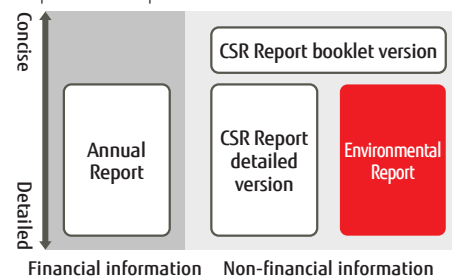 Concise
Detailed
CSR Report booklet version
Annual
Report
CSR Report
detailed
version
Environmental
Report
Financial information
Non-financial information